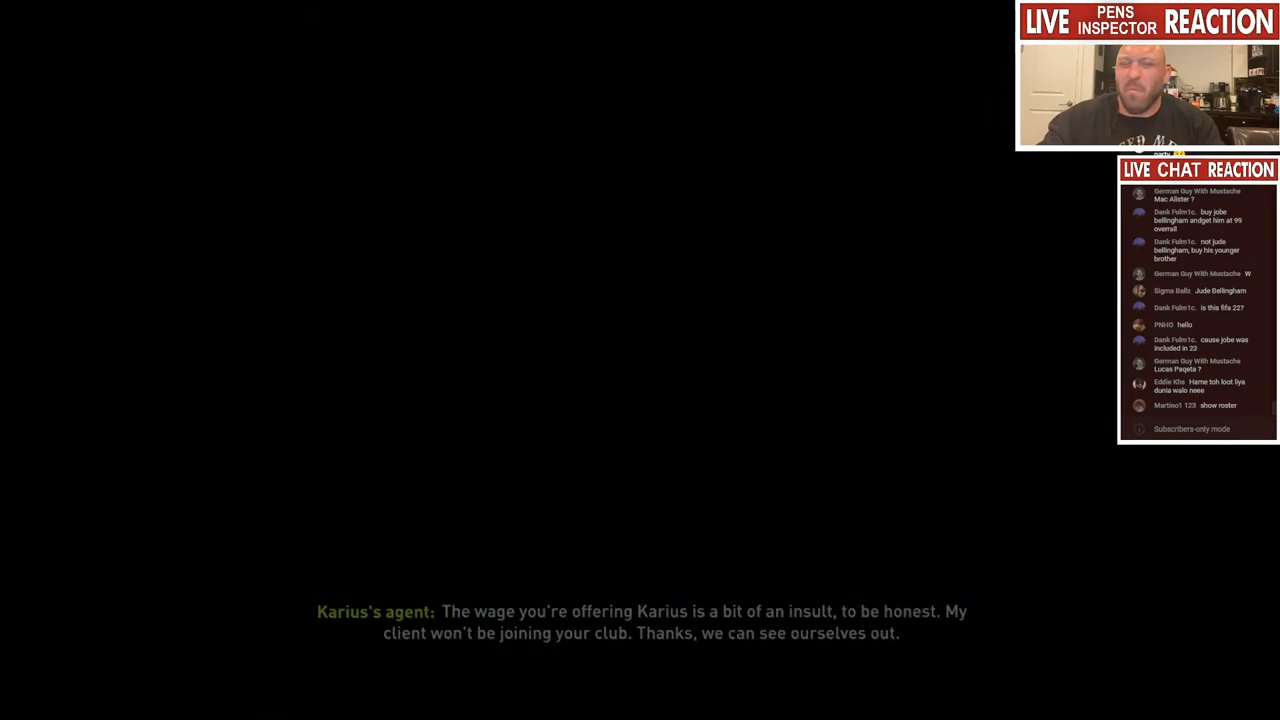 LIVE PENS INSPECTOR REACTION
party
LIVE CHAT REACTION
German Guy With Mustache
Mac Alister ?
Dank Fulm1c. buy jobe
bellingham andget him at 99
overrall
Dank Fulm1c. not jude
bellingham, buy his younger
brother
German Guy With Mustache W
Sigma Ballz Jude Bellingham
Dank Fulm1c. is this fifa 22?
PNHO hello
Dank Fulm1c. cause jobe was
included in 23
German Guy With Mustache
Lucas Paqeta ?
Eddie Khs Hame toh loot liya
dunia walo neee
Martino1 123 show roster
Subscribers-only mode
Karius's agent: The wage you're offering Karius is a bit of an insult, to be honest. My
client won't be joining your club. Thanks, we can see ourselves out.